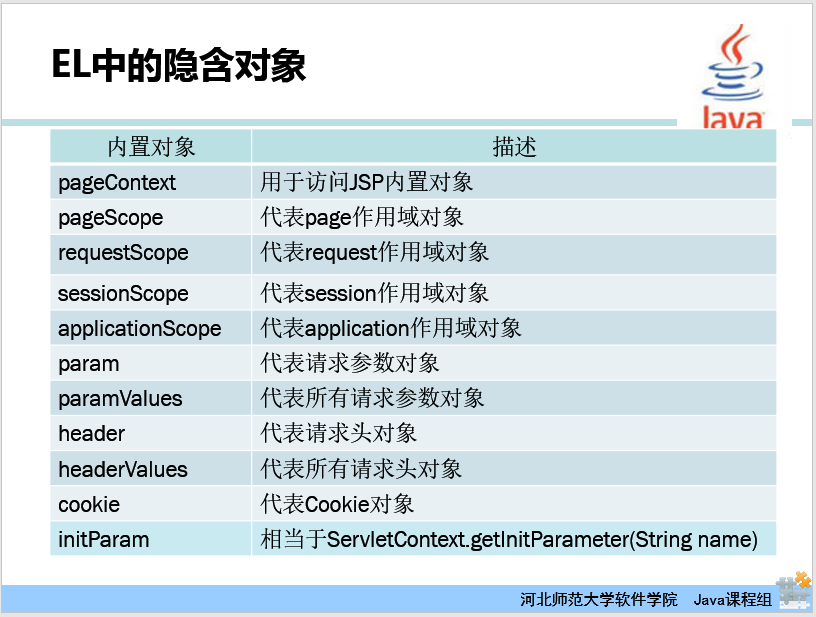 EL中的隐含对象
Java
内置对象 描述
pageContext 用于访问JSP内置对象
pageScope 代表page作用域对象
requestScope 代表request作用域对象
sessionScope 代表session作用域对象
applicationScope 代表application作用域对象
param 代表请求参数对象
paramValues 代表所有请求参数对象
header 代表请求头对象
headerValues 代表所有请求头对象
cookie 代表Cookie对象
initParam 相当于ServletContext.getInitParameter(String name)
河北师范大学软件学院 Java课程组